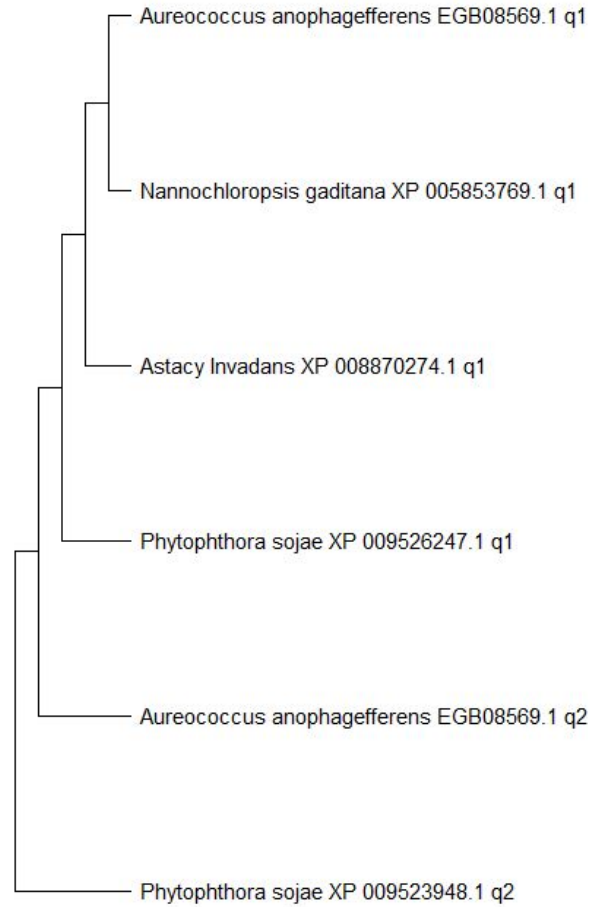 Aureococcus anophagefferens EGB08569.1 q1
Nannochloropsis gaditana XP 005853769.1 q1
Astacy Invadans XP 008870274.1 q1
Phytophthora sojae XP 009526247.1 q1
Aureococcus anophagefferens EGB08569.1 q2
Phytophthora sojae XP 009523948.1 q2